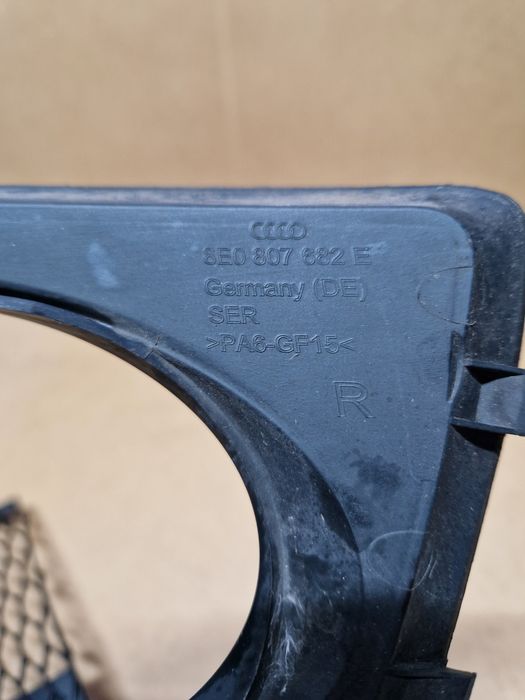 8E0 807 682 E
Germany (DE)
SER
>PA6-GF15<
R